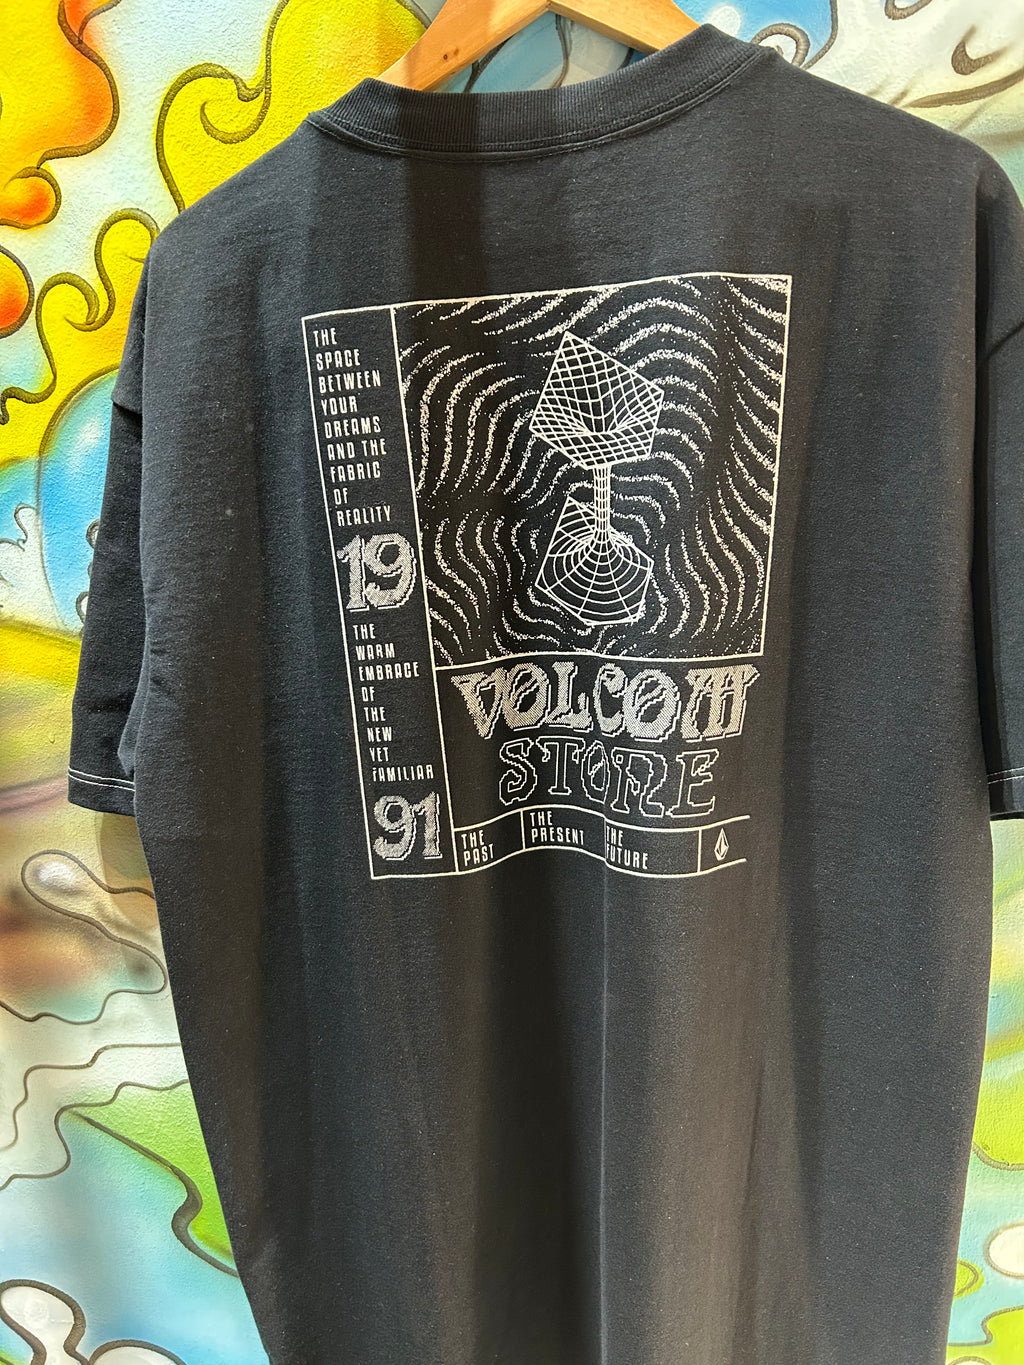 THE
SPACE
BETWEEN
YOUR
DREAMS
AND THE
FABRIC
OF
REALITY
19
THE
WARM
EMBRACE
OF
THE
NEW
YET
FAMILIAR
91
VOLCOM
STORE
THE
PAST
THE
PRESENT
THE
FUTURE